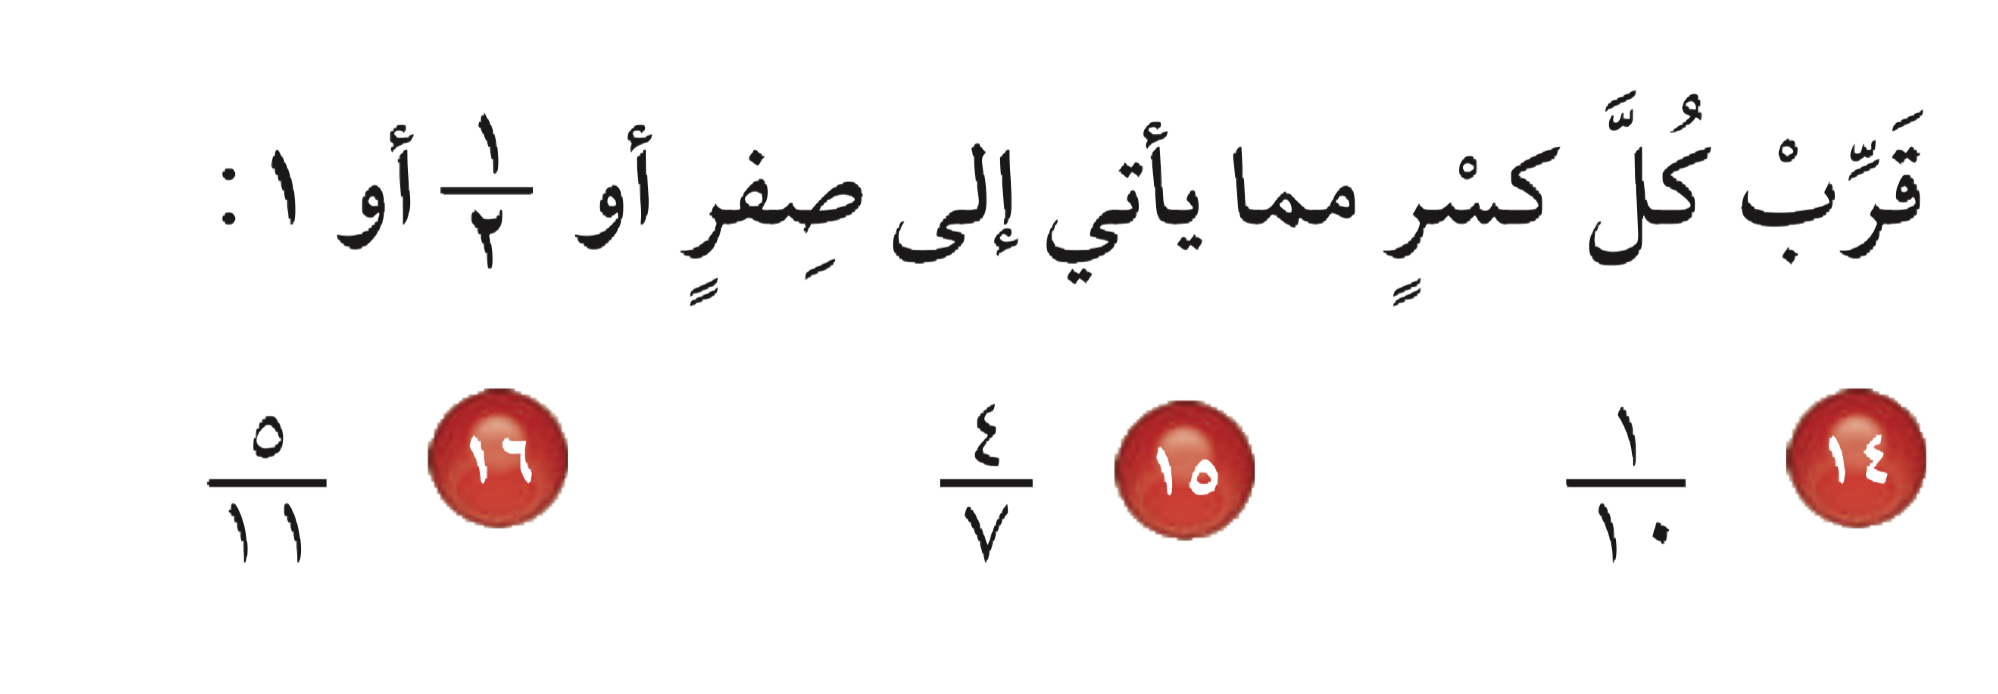 قَرِّبْ كُلَّ كسْرٍ مما يأتي إلى صِفرٍ أو ١/٢ أو ١ :
١٤ ١/١٠ ١٥ ٤/٧ ١٦ ٥/١١